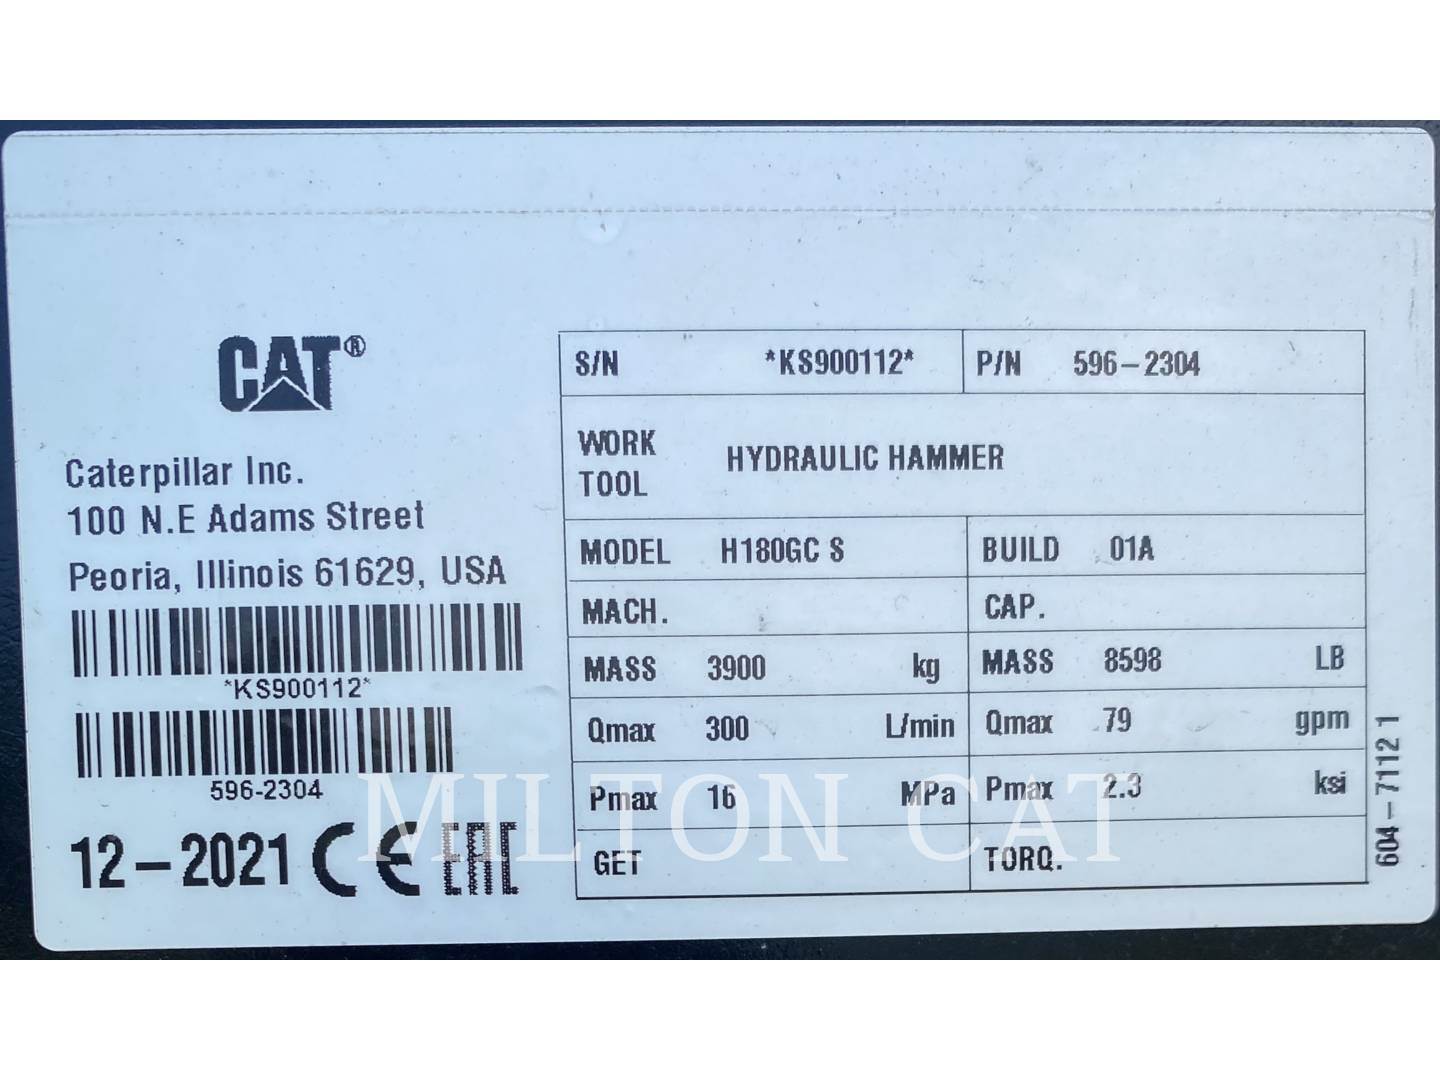 CAT®
Caterpillar Inc.
100 N.E Adams Street
Peoria, Illinois 61629, USA
*KS900112*
596-2304
12-2021 CE EAC
S/N *KS900112* P/N 596-2304
WORK TOOL HYDRAULIC HAMMER
MODEL H180GC S BUILD 01A
MACH. CAP.
MASS 3900 kg MASS 8598 LB
Qmax 300 L/min Qmax 79 gpm
Pmax 16 MPa Pmax 2.3 ksi
GET TORQ.
604-7112 1
MILTON CAT